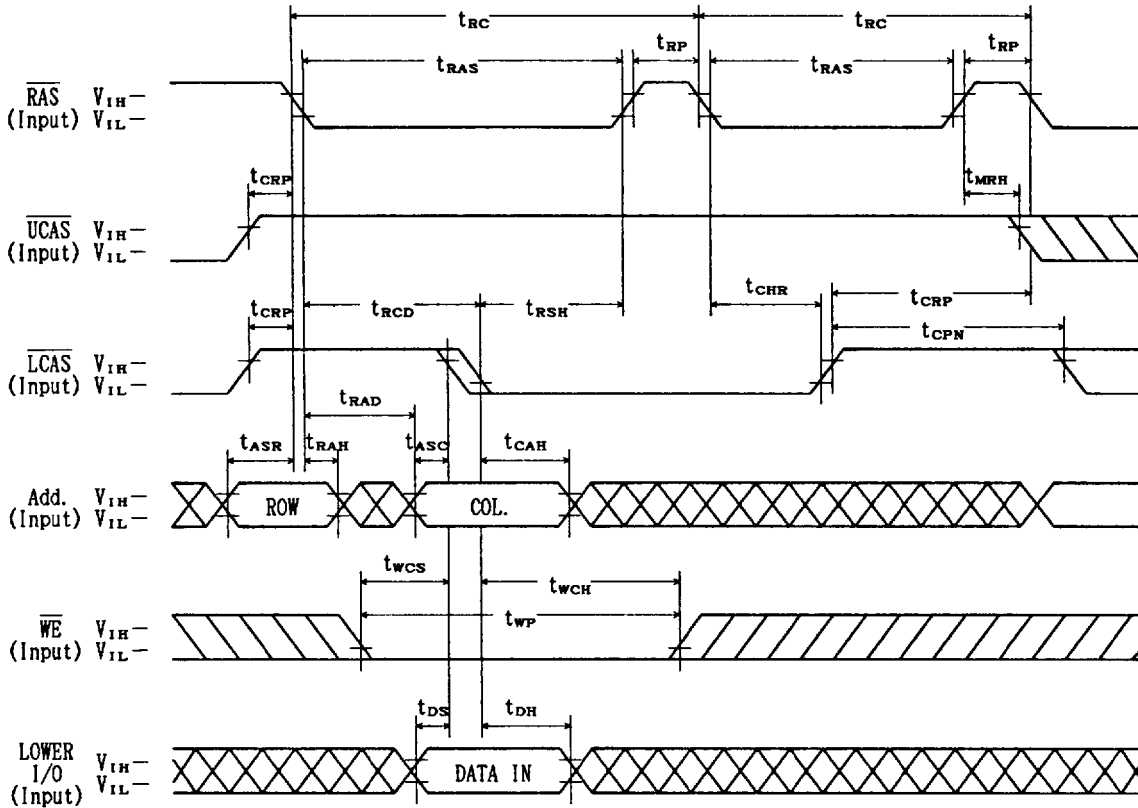 tRC tRC
tRAS tRP tRAS tRP
RAS VIH
(Input) VIL
tCRP tMRH
UCAS VIH
(Input) VIL
tCRP tRCD tRSH tCHR tCRP
tCPN
LCAS VIH
(Input) VIL
tRAD
tASR tRAH tASC tCAH
Add. VIH
(Input) VIL
ROW COL.
tWCS tWCH
tWP
WE VIH
(Input) VIL
tDS tDH
LOWER
I/O VIH
(Input) VIL
DATA IN